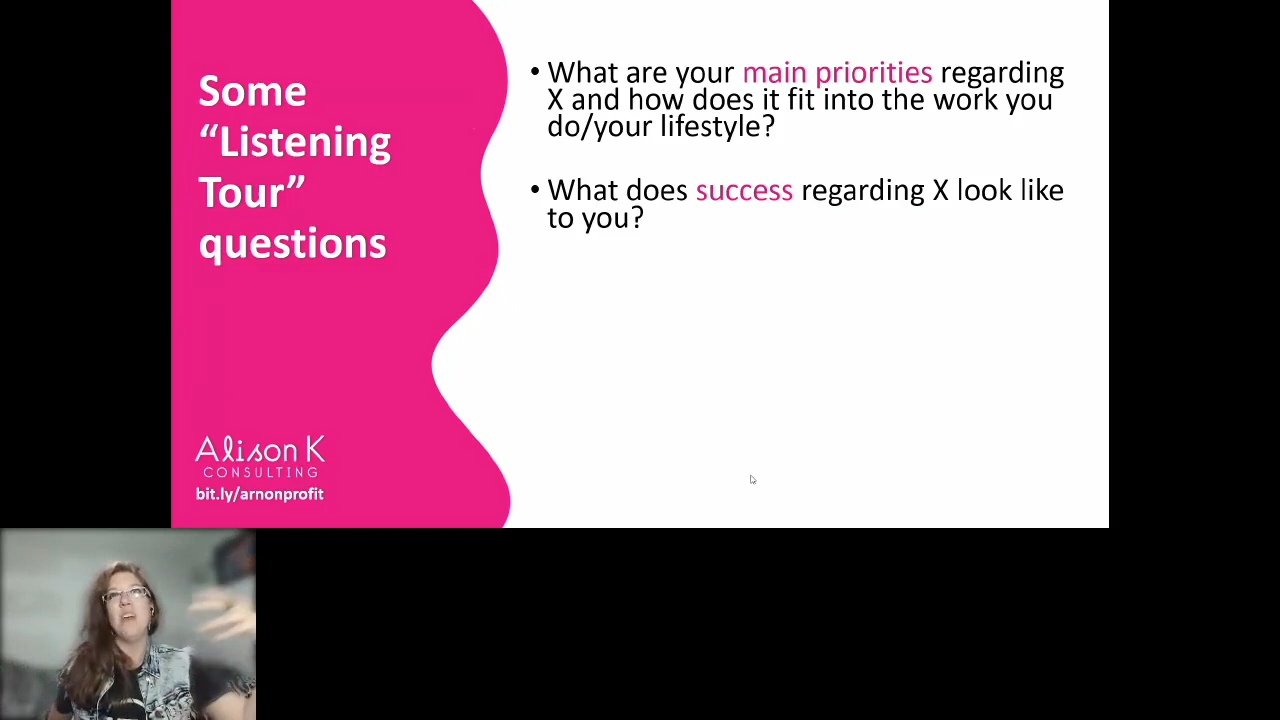 Some
“Listening
Tour”
questions
• What are your main priorities regarding
X and how does it fit into the work you
do/your lifestyle?
• What does success regarding X look like
to you?
Alison K
CONSULTING
bit.ly/arnonprofit